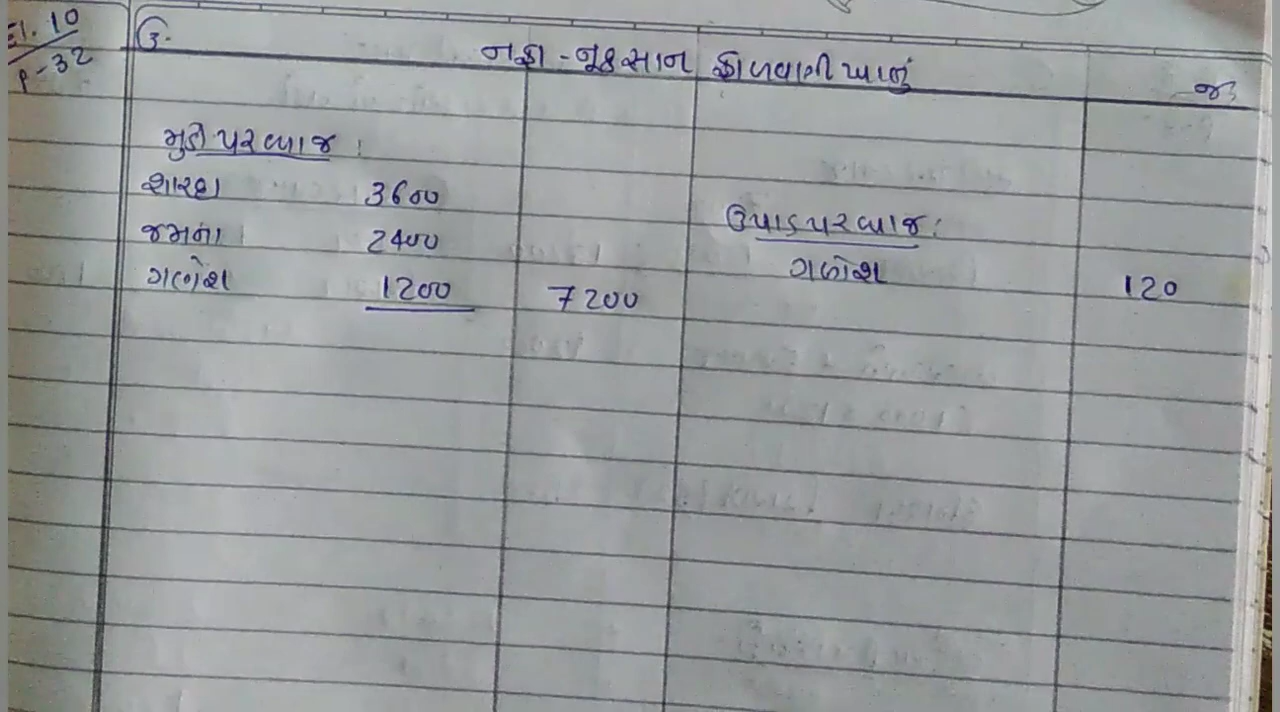 દા.10
P-32
ઉ.
નફા-નુકસાન ફાળવણી ખાતું
જ.
મુડી પર વ્યાજ :
શારદા 3600
જમના 2400
ગણેશ 1200 7200
ઉપાડ પર વ્યાજ :
ગણેશ 120